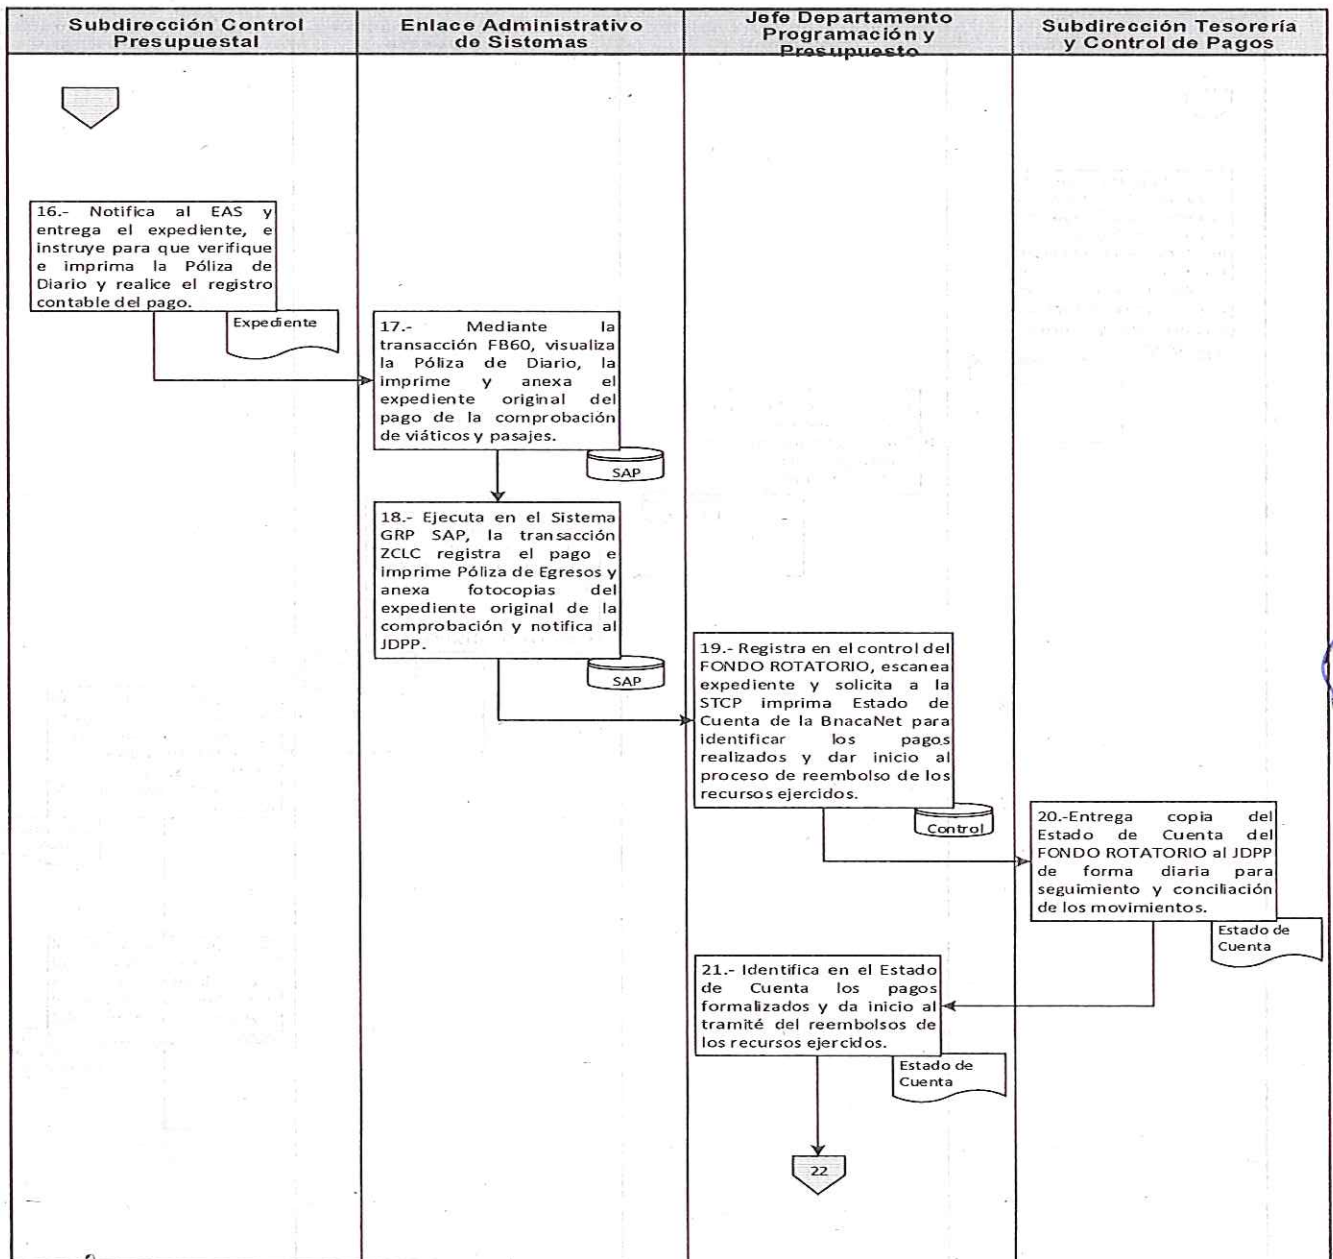 Subdirección Control
Presupuestal
Enlace Administrativo
de Sistemas
Jefe Departamento
Programación y
Presupuesto
Subdirección Tesorería
y Control de Pagos
16.- Notifica al EAS y
entrega el expediente, e
instruye para que verifique
e imprima la Póliza de
Diario y realice el registro
contable del pago.
Expediente
17.- Mediante la
transacción FB60, visualiza
la Póliza de Diario, la
imprime y anexa el
expediente original del
pago de la comprobación
de viáticos y pasajes.
SAP
18.- Ejecuta en el Sistema
GRP SAP, la transacción
ZCLC registra el pago e
imprime Póliza de Egresos y
anexa fotocopias del
expediente original de la
comprobación y notifica al
JDPP.
SAP
19.- Registra en el control del
FONDO ROTATORIO, escanea
expediente y solicita a la
STCP imprima Estado de
Cuenta de la BnacaNet para
identificar los pagos
realizados y dar inicio al
proceso de reembolso de los
recursos ejercidos.
Control
20.-Entrega copia del
Estado de Cuenta del
FONDO ROTATORIO al JDPP
de forma diaria para
seguimiento y conciliación
de los movimientos.
Estado de
Cuenta
21.- Identifica en el Estado
de Cuenta los pagos
formalizados y da inicio al
tramité del reembolsos de
los recursos ejercidos.
Estado de
Cuenta
22